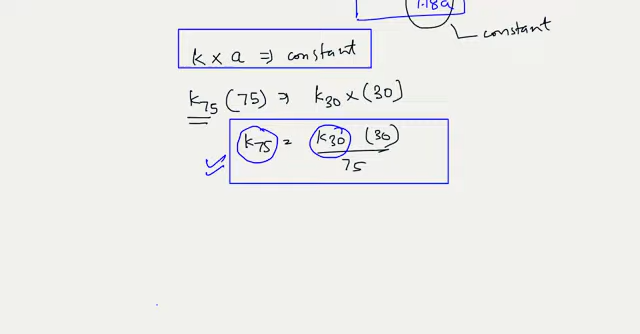 1.18a
constant
k × a ⇒ constant
k75 (75) ⇒ k30 × (30)
k75 = k30 (30)
75